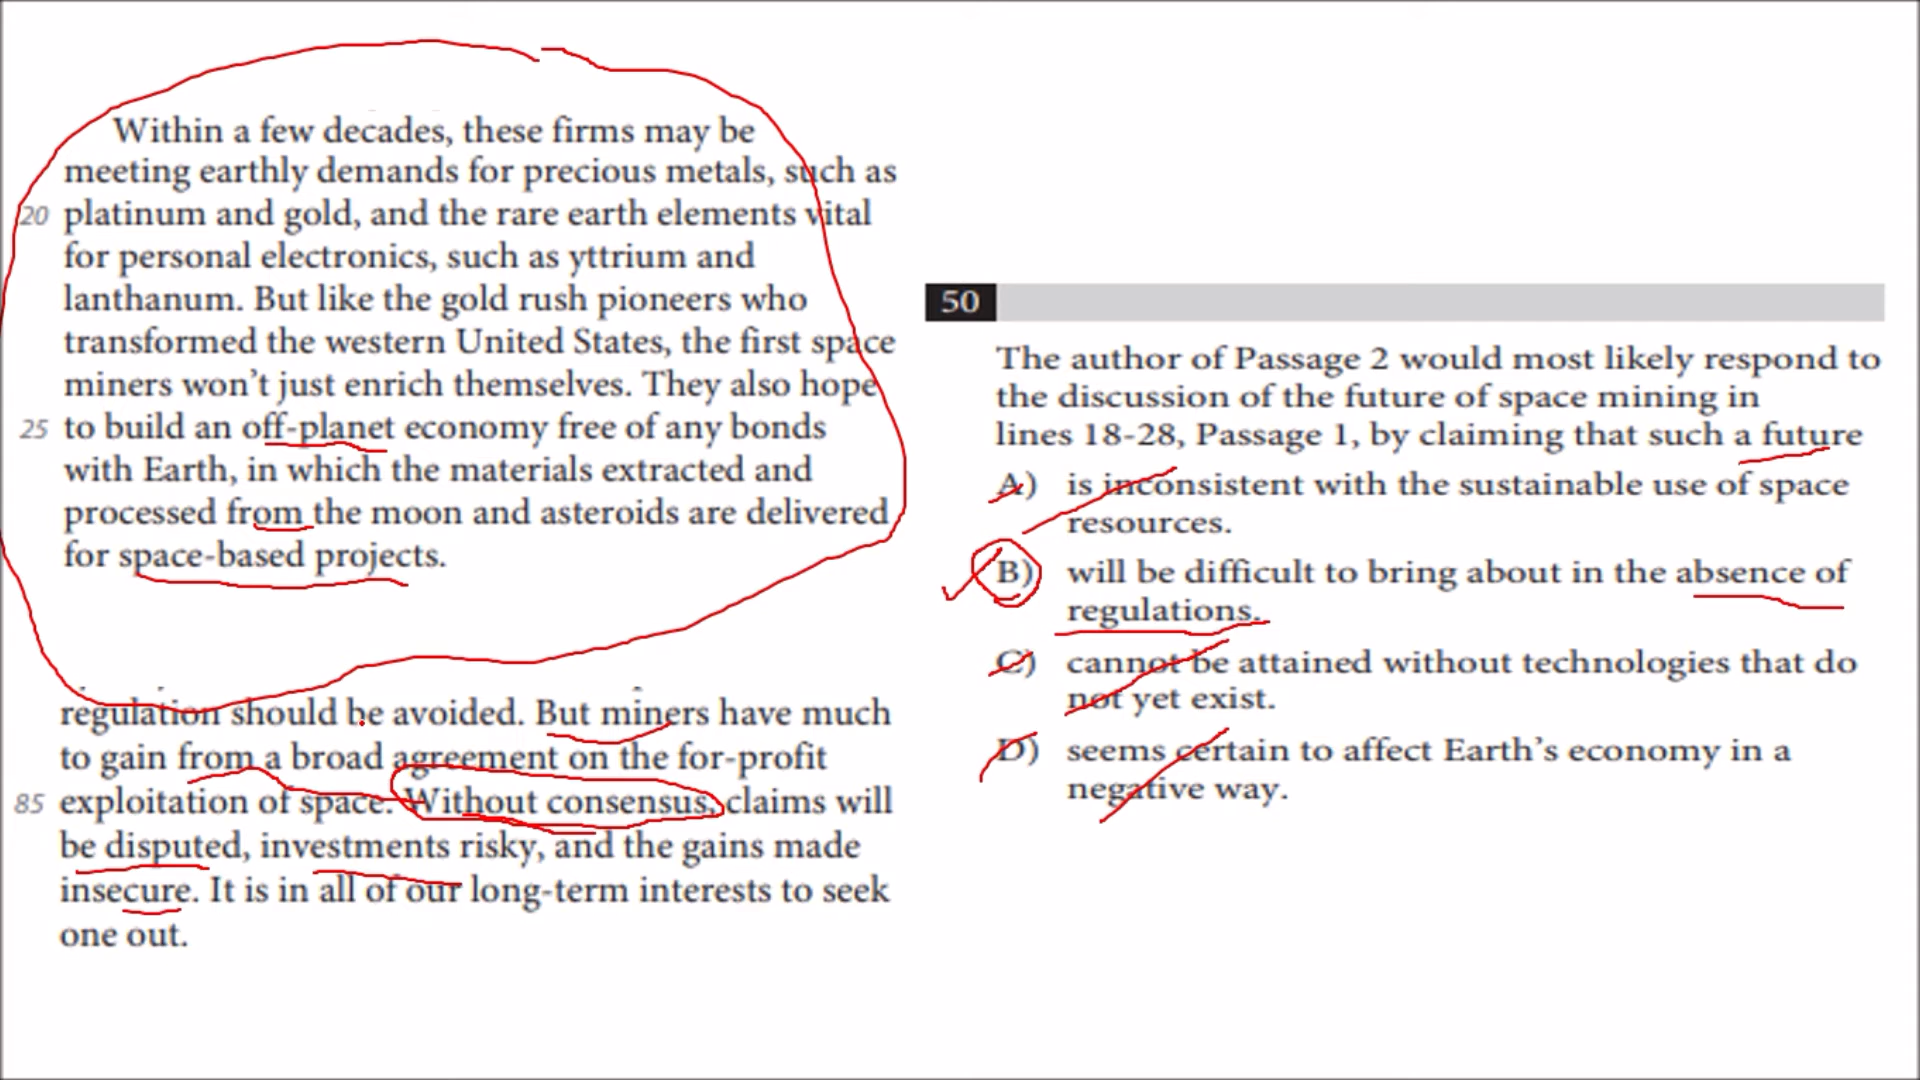 Within a few decades, these firms may be
meeting earthly demands for precious metals, such as
20 platinum and gold, and the rare earth elements vital
for personal electronics, such as yttrium and
lanthanum. But like the gold rush pioneers who
transformed the western United States, the first space
miners won't just enrich themselves. They also hope
25 to build an off-planet economy free of any bonds
with Earth, in which the materials extracted and
processed from the moon and asteroids are delivered
for space-based projects.
regulation should be avoided. But miners have much
to gain from a broad agreement on the for-profit
85 exploitation of space. Without consensus, claims will
be disputed, investments risky, and the gains made
insecure. It is in all of our long-term interests to seek
one out.
50
The author of Passage 2 would most likely respond to
the discussion of the future of space mining in
lines 18-28, Passage 1, by claiming that such a future
A) is inconsistent with the sustainable use of space
resources.
B) will be difficult to bring about in the absence of
regulations.
C) cannot be attained without technologies that do
not yet exist.
D) seems certain to affect Earth's economy in a
negative way.